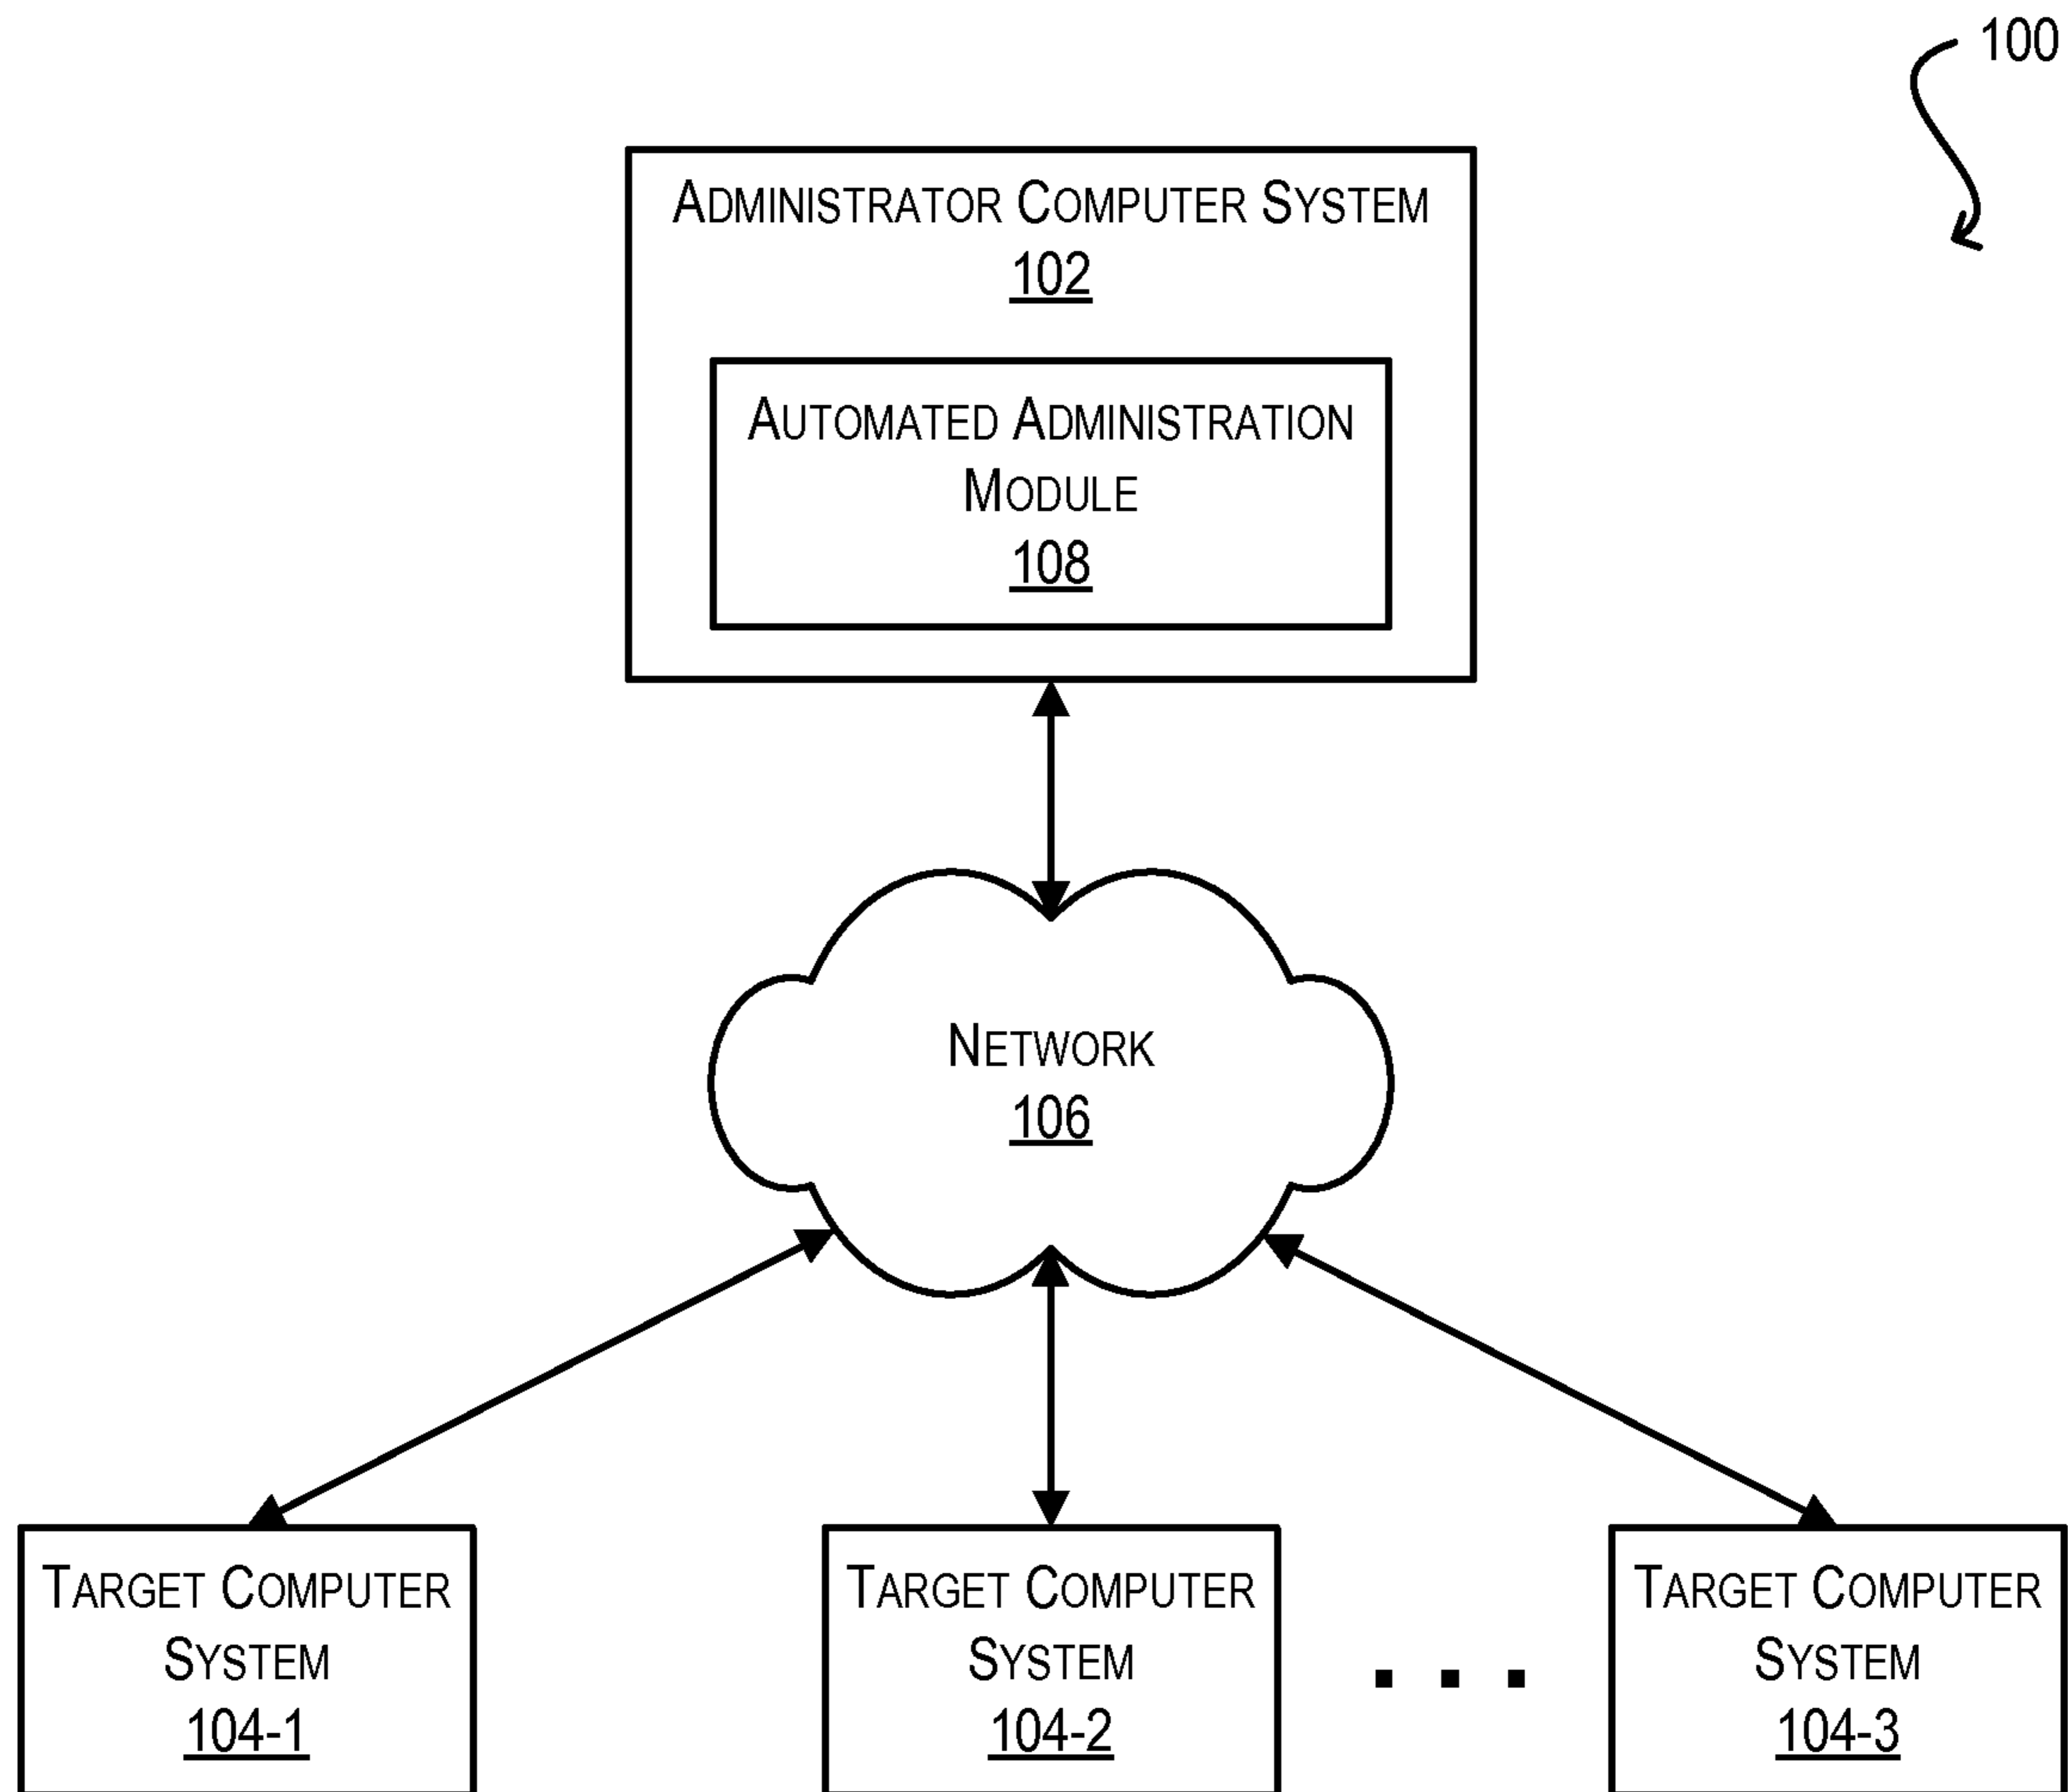 100
ADMINISTRATOR COMPUTER SYSTEM
102
AUTOMATED ADMINISTRATION
MODULE
108
NETWORK
106
TARGET COMPUTER
SYSTEM
104-1
TARGET COMPUTER
SYSTEM
104-2
. . .
TARGET COMPUTER
SYSTEM
104-3